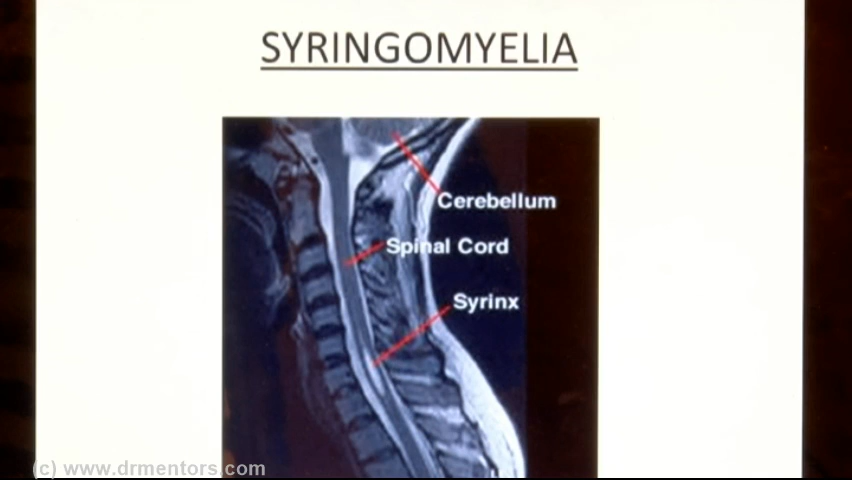 SYRINGOMYELIA
Cerebellum
Spinal Cord
Syrinx
(c) www.drmentors.com